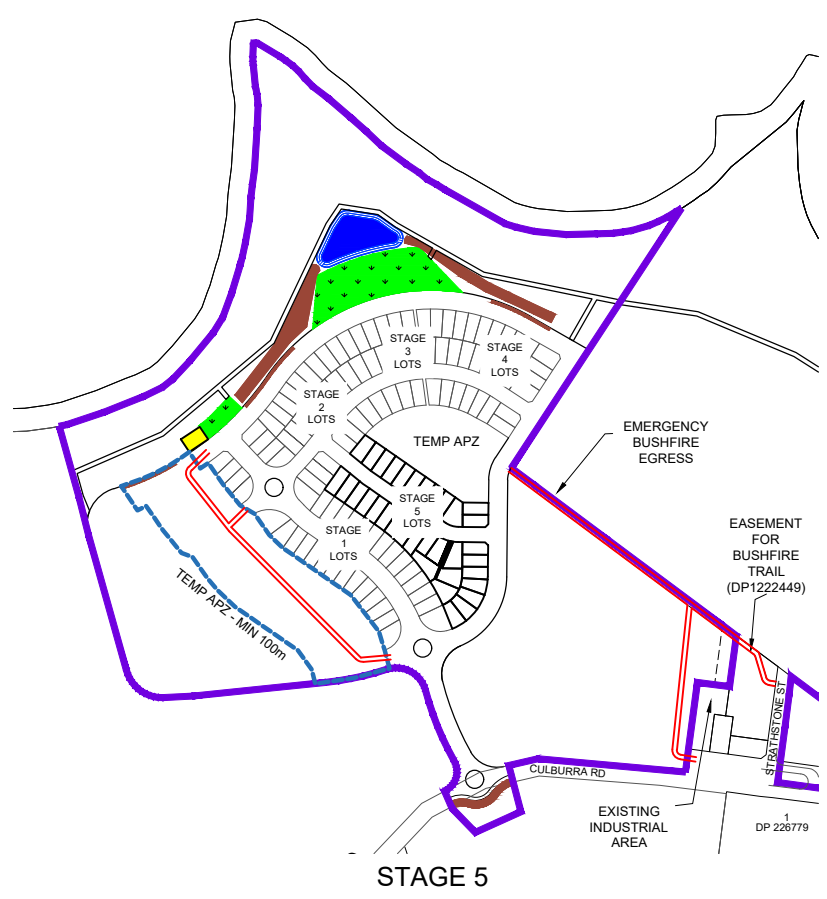 STAGE
3
LOTS
STAGE
4
LOTS
STAGE
2
LOTS
TEMP APZ
EMERGENCY
BUSHFIRE
EGRESS
STAGE
5
LOTS
STAGE
1
LOTS
EASEMENT
FOR
BUSHFIRE
TRAIL
(DP1222449)
TEMP APZ - MIN 100m
STRATHSTONE ST
CULBURRA RD
EXISTING
INDUSTRIAL
AREA
1
DP 226779
STAGE 5